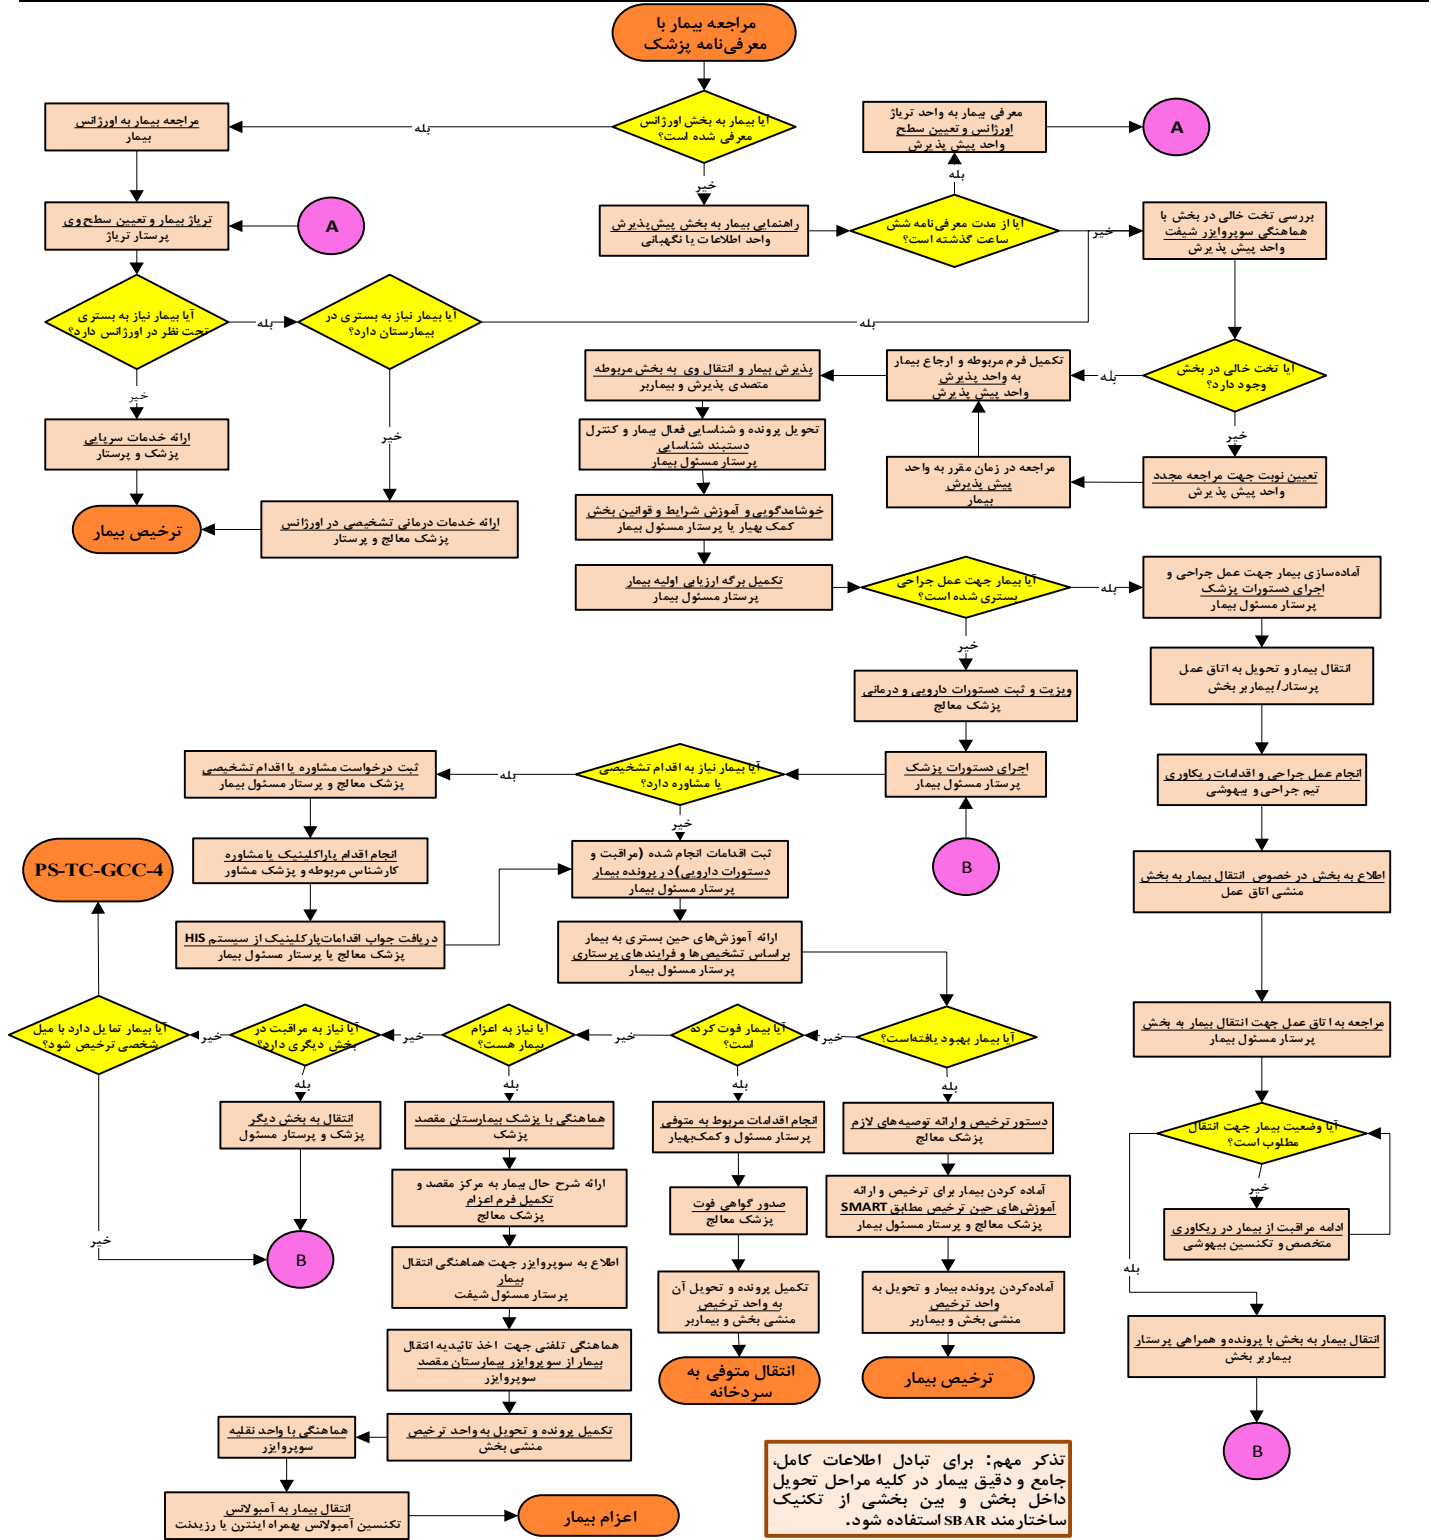 مراجعه بیمار با
معرفی‌نامه پزشک
آیا بیمار به بخش اورژانس
معرفی شده است؟
بله
مراجعه بیمار به اورژانس
بیمار
معرفی بیمار به واحد تریاژ
اورژانس و تعیین سطح
واحد پیش پذیرش
A
بله
خیر
تریاژ بیمار و تعیین سطح وی
پرستار تریاژ
A
راهنمایی بیمار به بخش پیش‌پذیرش
واحد اطلاعات یا نگهبانی
آیا از مدت معرفی‌نامه شش
ساعت گذشته است؟
خیر
بررسی تخت خالی در بخش با
هماهنگی سوپروایزر شیفت
واحد پیش پذیرش
آیا بیمار نیاز به بستری
تحت نظر در اورژانس دارد؟
بله
آیا بیمار نیاز به بستری در
بیمارستان دارد؟
بله
خیر
خیر
آیا تخت خالی در بخش
وجود دارد؟
بله
خیر
تکمیل فرم مربوطه و ارجاع بیمار
به واحد پذیرش
واحد پیش پذیرش
پذیرش بیمار و انتقال وی به بخش مربوطه
متصدی پذیرش و بیماربر
ارائه خدمات سرپایی
پزشک و پرستار
تحویل پرونده و شناسایی فعال بیمار و کنترل
دستبند شناسایی
پرستار مسئول بیمار
مراجعه در زمان مقرر به واحد
پیش پذیرش
بیمار
تعیین نوبت جهت مراجعه مجدد
واحد پیش پذیرش
ترخیص بیمار
ارائه خدمات درمانی تشخیصی در اورژانس
پزشک معالج و پرستار
خوشامدگویی و آموزش شرایط و قوانین بخش
کمک بهیار یا پرستار مسئول بیمار
تکمیل برگه ارزیابی اولیه بیمار
پرستار مسئول بیمار
آیا بیمار جهت عمل جراحی
بستری شده است؟
بله
خیر
آماده‌سازی بیمار جهت عمل جراحی و
اجرای دستورات پزشک
پرستار مسئول بیمار
انتقال بیمار و تحویل به اتاق عمل
پرستار/ بیماربر بخش
ویزیت و ثبت دستورات دارویی و درمانی
پزشک معالج
انجام عمل جراحی و اقدامات ریکاوری
تیم جراحی و بیهوشی
اجرای دستورات پزشک
پرستار مسئول بیمار
آیا بیمار نیاز به اقدام تشخیصی
یا مشاوره دارد؟
بله
خیر
ثبت درخواست مشاوره یا اقدام تشخیصی
پزشک معالج و پرستار مسئول بیمار
B
PS-TC-GCC-4
انجام اقدام پاراکلینیک یا مشاوره
کارشناس مربوطه و پزشک مشاور
ثبت اقدامات انجام شده (مراقبت و
دستورات دارویی)در پرونده بیمار
پرستار مسئول بیمار
اطلاع به بخش در خصوص انتقال بیمار به بخش
منشی اتاق عمل
دریافت جواب اقدامات‌پارکلینیک از سیستم HIS
پزشک معالج یا پرستار مسئول بیمار
ارائه آموزش‌های حین بستری به بیمار
براساس تشخیص‌ها و فرایندهای پرستاری
پرستار مسئول بیمار
مراجعه به اتاق عمل جهت انتقال بیمار به بخش
پرستار مسئول بیمار
آیا بیمار بهبود یافته‌است؟
خیر
بله
آیا بیمار فوت کرده
است؟
خیر
بله
آیا نیاز به اعزام
بیمار هست؟
خیر
بله
آیا نیاز به مراقبت در
بخش دیگری دارد؟
خیر
بله
آیا بیمار تمایل دارد با میل
شخصی ترخیص شود؟
خیر
انتقال به بخش دیگر
پزشک و پرستار مسئول
B
هماهنگی با پزشک بیمارستان مقصد
پزشک
ارائه شرح حال بیمار به مرکز مقصد و
تکمیل فرم اعزام
پزشک معالج
اطلاع به سوپروایزر جهت هماهنگی انتقال
بیمار
پرستار مسئول شیفت
هماهنگی تلفنی جهت اخذ تائیدیه انتقال
بیمار از سوپروایزر بیمارستان مقصد
سوپروایزر
تکمیل پرونده و تحویل به واحد ترخیص
منشی بخش
هماهنگی با واحد نقلیه
سوپروایزر
انتقال بیمار به آمبولانس
تکنسین آمبولانس بهمراه اینترن یا رزیدنت
اعزام بیمار
انجام اقدامات مربوط به متوفی
پرستار مسئول و کمک‌بهیار
صدور گواهی فوت
پزشک معالج
تکمیل پرونده و تحویل آن
به واحد ترخیص
منشی بخش و بیماربر
انتقال متوفی به
سردخانه
دستور ترخیص و ارائه توصیه‌های لازم
پزشک معالج
آماده کردن بیمار برای ترخیص و ارائه
آموزش‌های حین ترخیص مطابق SMART
پزشک معالج و پرستار مسئول بیمار
آماده‌کردن پرونده بیمار و تحویل به
واحد ترخیص
منشی بخش و بیماربر
ترخیص بیمار
آیا وضعیت بیمار جهت انتقال
مطلوب است؟
خیر
بله
ادامه مراقبت از بیمار در ریکاوری
متخصص و تکنسین بیهوشی
انتقال بیمار به بخش با پرونده و همراهی پرستار
بیماربر بخش
B
تذکر مهم: برای تبادل اطلاعات کامل،
جامع و دقیق بیمار در کلیه مراحل تحویل
داخل بخش و بین بخشی از تکنیک
ساختارمند SBAR استفاده شود.